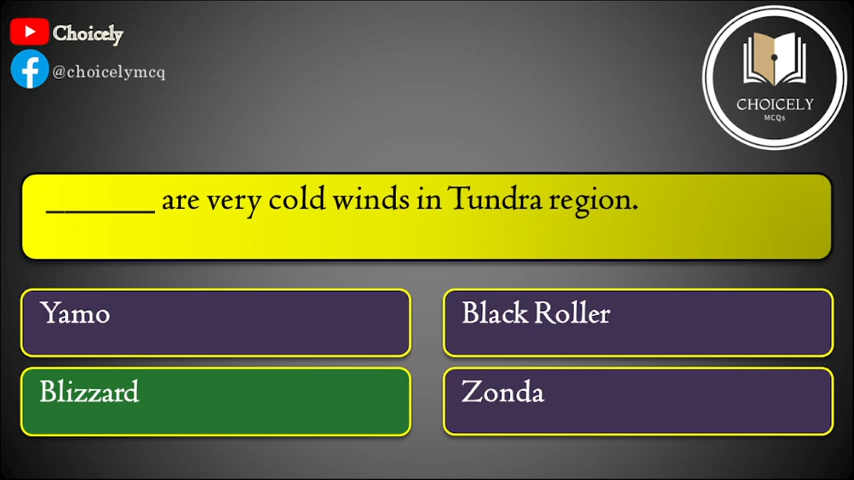 Choicely
@choicelymcq
CHOICELY
MCQs
_______ are very cold winds in Tundra region.
Yamo
Black Roller
Blizzard
Zonda